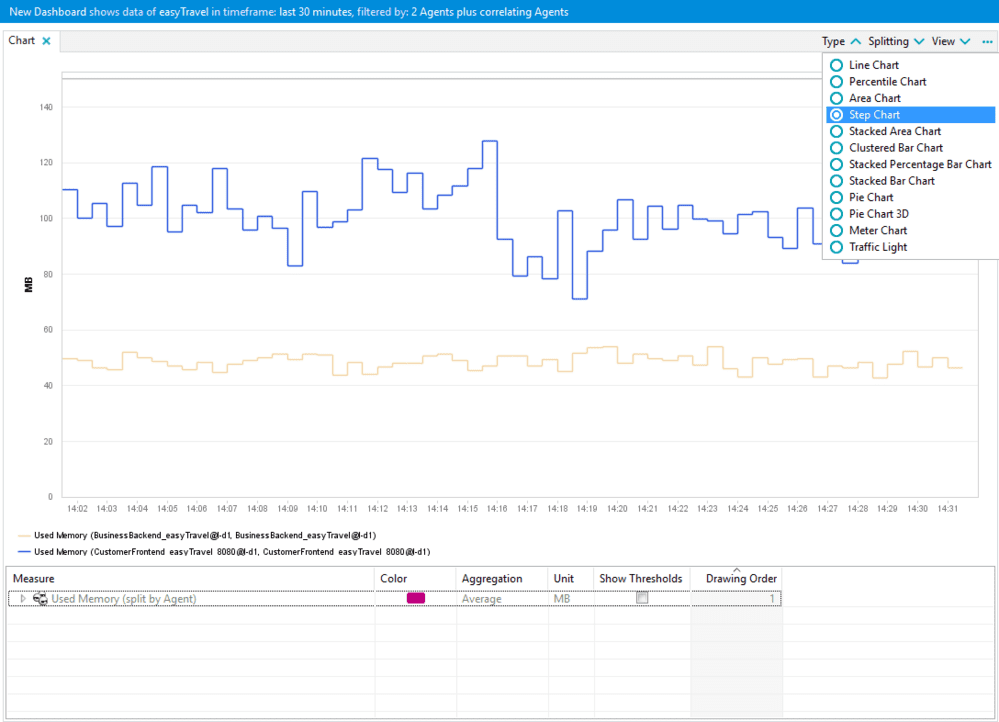 New Dashboard shows data of easyTravel in timeframe: last 30 minutes, filtered by: 2 Agents plus correlating Agents
Chart
Type Splitting View
Line Chart
Percentile Chart
Area Chart
Step Chart
Stacked Area Chart
Clustered Bar Chart
Stacked Percentage Bar Chart
Stacked Bar Chart
Pie Chart
Pie Chart 3D
Meter Chart
Traffic Light
140
120
100
80
60
40
20
0
MB
14:02 14:03 14:04 14:05 14:06 14:07 14:08 14:09 14:10 14:11 14:12 14:13 14:14 14:15 14:16 14:17 14:18 14:19 14:20 14:21 14:22 14:23 14:24 14:25 14:26 14:27 14:28 14:29 14:30 14:31
Used Memory (BusinessBackend_easyTravel@l-d1, BusinessBackend_easyTravel@l-d1)
Used Memory (CustomerFrontend_easyTravel_8080@l-d1, CustomerFrontend_easyTravel_8080@l-d1)
Measure Color Aggregation Unit Show Thresholds Drawing Order
Used Memory (split by Agent) Average MB 1